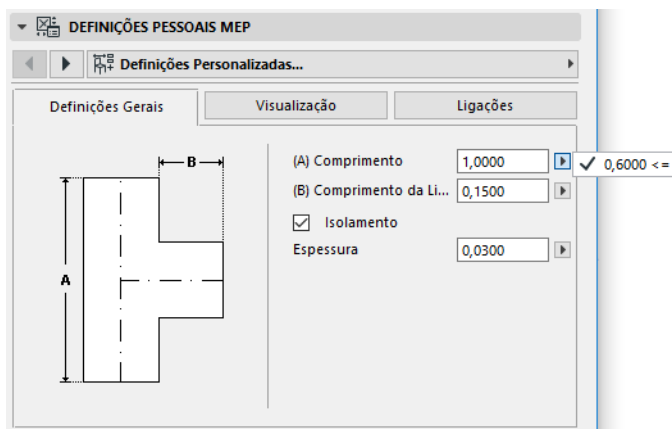 DEFINIÇÕES PESSOAIS MEP
Definições Personalizadas...
Definições Gerais
Visualização
Ligações
B
A
(A) Comprimento 1,0000 0,6000 <=
(B) Comprimento da Li... 0,1500
Isolamento
Espessura 0,0300